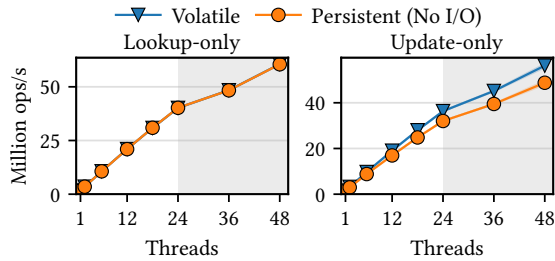 Volatile Persistent (No I/O)
Lookup-only Update-only
Million ops/s
50
25
0
40
20
0
1 12 24 36 48 1 12 24 36 48
Threads Threads